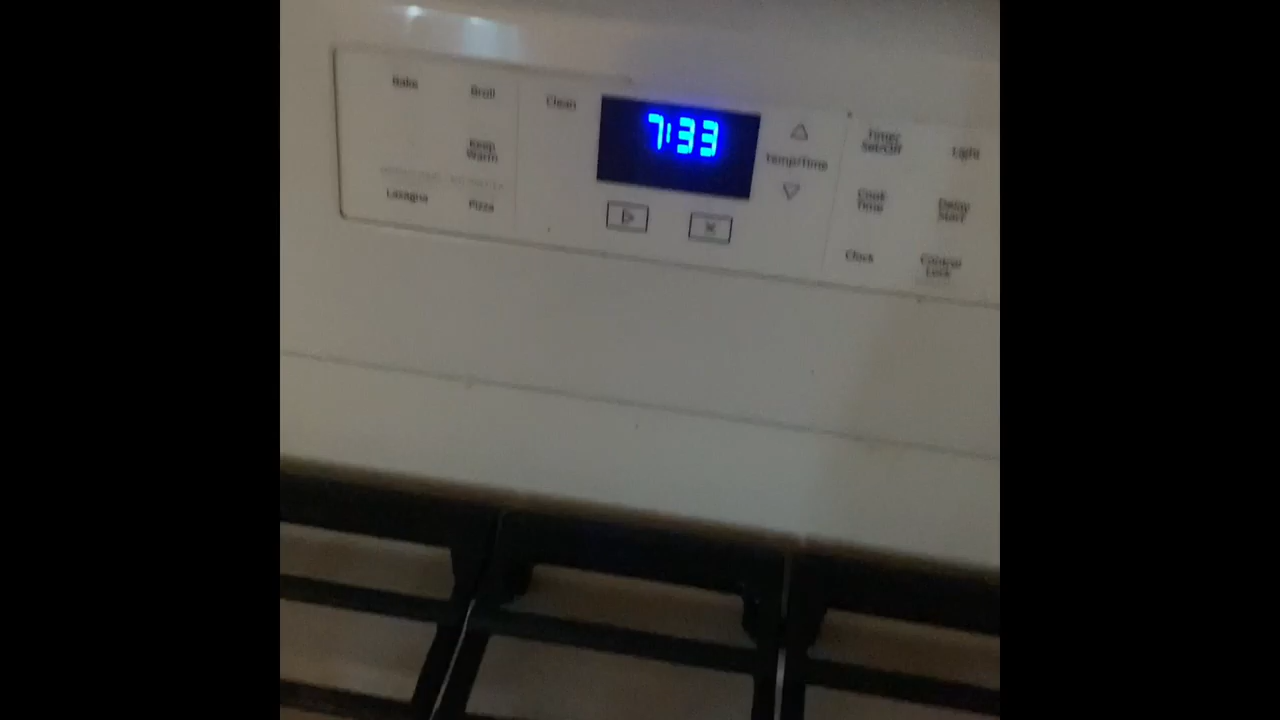 Bake
Broil
Clean
7:33
Temp/Time
Timer
Set/Off
Light
Keep
Warm
Cook
Time
Delay
Start
Lasagna
Pizza
Clock
Control
Lock